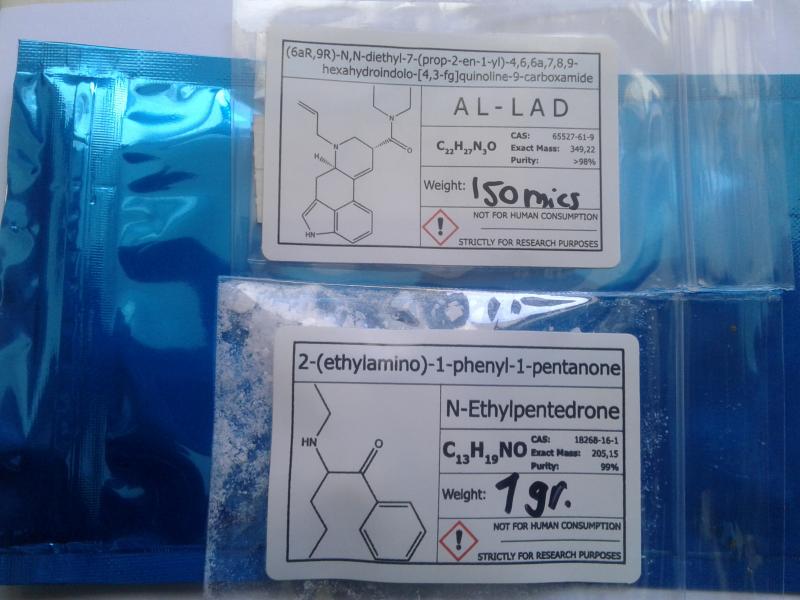 (6aR,9R)-N,N-diethyl-7-(prop-2-en-1-yl)-4,6,6a,7,8,9-
hexahydroindolo-[4,3-fg]quinoline-9-carboxamide
AL-LAD
C22H27N3O
CAS: 65527-61-9
Exact Mass: 349,22
Purity: >98%
Weight: 150 mics
NOT FOR HUMAN CONSUMPTION
STRICTLY FOR RESEARCH PURPOSES
N
O
N
H
HN
!
2-(ethylamino)-1-phenyl-1-pentanone
N-Ethylpentedrone
C13H19NO
CAS: 18268-16-1
Exact Mass: 205,15
Purity: 99%
Weight: 1 gr.
NOT FOR HUMAN CONSUMPTION
STRICTLY FOR RESEARCH PURPOSES
HN
O
!